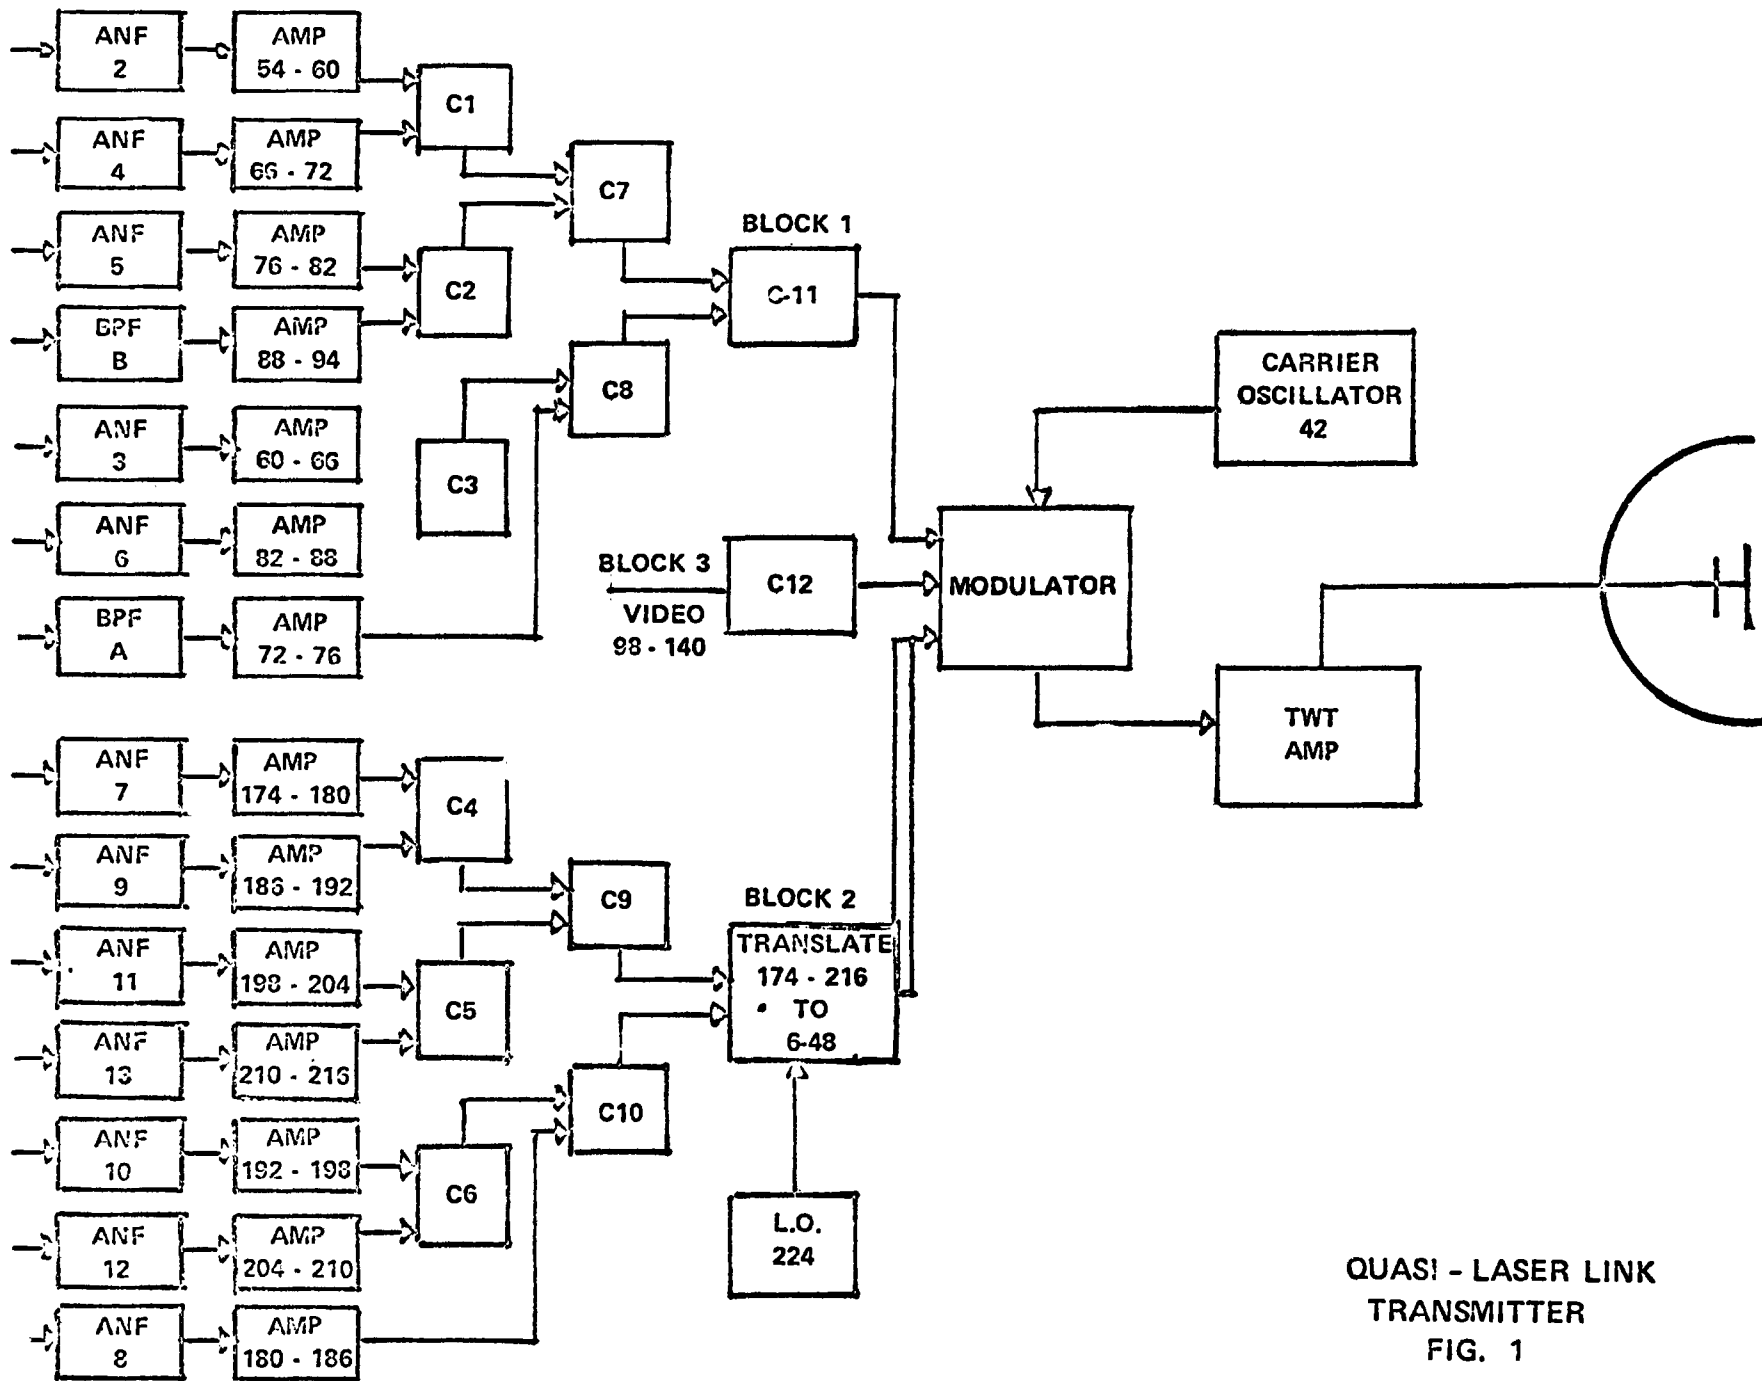 ANF
2
AMP
54 - 60
C1
ANF
4
AMP
66 - 72
ANF
5
AMP
76 - 82
C2
BPF
B
AMP
88 - 94
C7
C8
BLOCK 1
C-11
ANF
3
AMP
60 - 66
C3
ANF
6
AMP
82 - 88
BPF
A
AMP
72 - 76
BLOCK 3
VIDEO
98 - 140
C12
MODULATOR
CARRIER
OSCILLATOR
42
TWT
AMP
ANF
7
AMP
174 - 180
C4
ANF
9
AMP
186 - 192
ANF
11
AMP
198 - 204
C5
ANF
13
AMP
210 - 216
C9
C10
BLOCK 2
TRANSLATE
174 - 216
TO
6-48
L.O.
224
ANF
10
AMP
192 - 198
C6
ANF
12
AMP
204 - 210
ANF
8
AMP
180 - 186
QUASI - LASER LINK
TRANSMITTER
FIG. 1